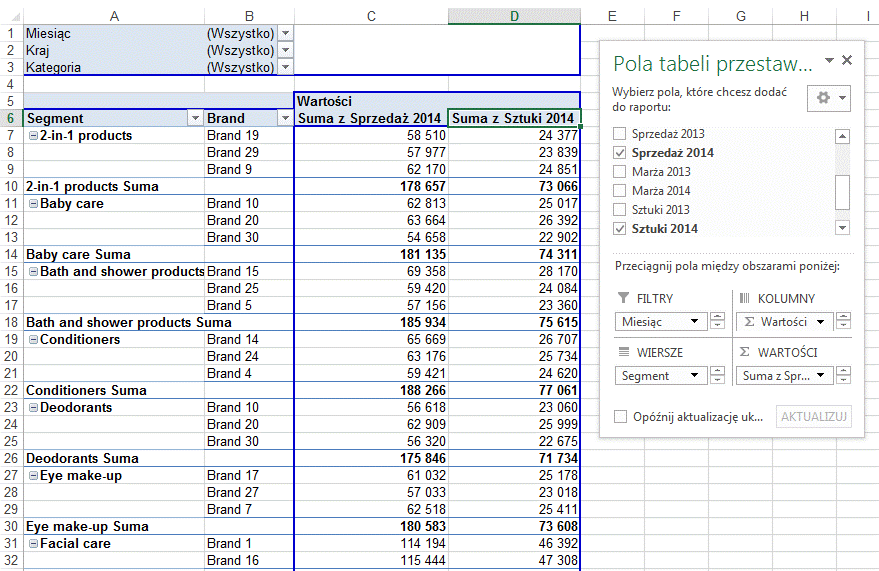 A B C D E F G H I
1 Miesiąc (Wszystko)
2 Kraj (Wszystko)
3 Kategoria (Wszystko)
4
5 Wartości
6 Segment Brand Suma z Sprzedaż 2014 Suma z Sztuki 2014
7 2-in-1 products Brand 19 58 510 24 377
8 Brand 29 57 977 23 839
9 Brand 9 62 170 24 851
10 2-in-1 products Suma 178 657 73 066
11 Baby care Brand 10 62 813 25 017
12 Brand 20 63 664 26 392
13 Brand 30 54 658 22 902
14 Baby care Suma 181 135 74 311
15 Bath and shower products Brand 15 69 358 28 170
16 Brand 25 59 420 24 084
17 Brand 5 57 156 23 360
18 Bath and shower products Suma 185 934 75 615
19 Conditioners Brand 14 65 669 26 707
20 Brand 24 63 176 25 734
21 Brand 4 59 421 24 620
22 Conditioners Suma 188 266 77 061
23 Deodorants Brand 10 56 618 23 060
24 Brand 20 62 909 25 999
25 Brand 30 56 320 22 675
26 Deodorants Suma 175 846 71 734
27 Eye make-up Brand 17 61 032 25 178
28 Brand 27 57 033 23 018
29 Brand 7 62 518 25 411
30 Eye make-up Suma 180 583 73 608
31 Facial care Brand 1 114 194 46 392
32 Brand 16 115 444 47 308
Pola tabeli przestaw...
Wybierz pola, które chcesz dodać
do raportu:
Sprzedaż 2013
Sprzedaż 2014
Marża 2013
Marża 2014
Sztuki 2013
Sztuki 2014
Przeciągnij pola między obszarami poniżej:
FILTRY KOLUMNY
Miesiąc Σ Wartości
WIERSZE Σ WARTOŚCI
Segment Suma z Spr...
Opóźnij aktualizację uk... AKTUALIZUJ